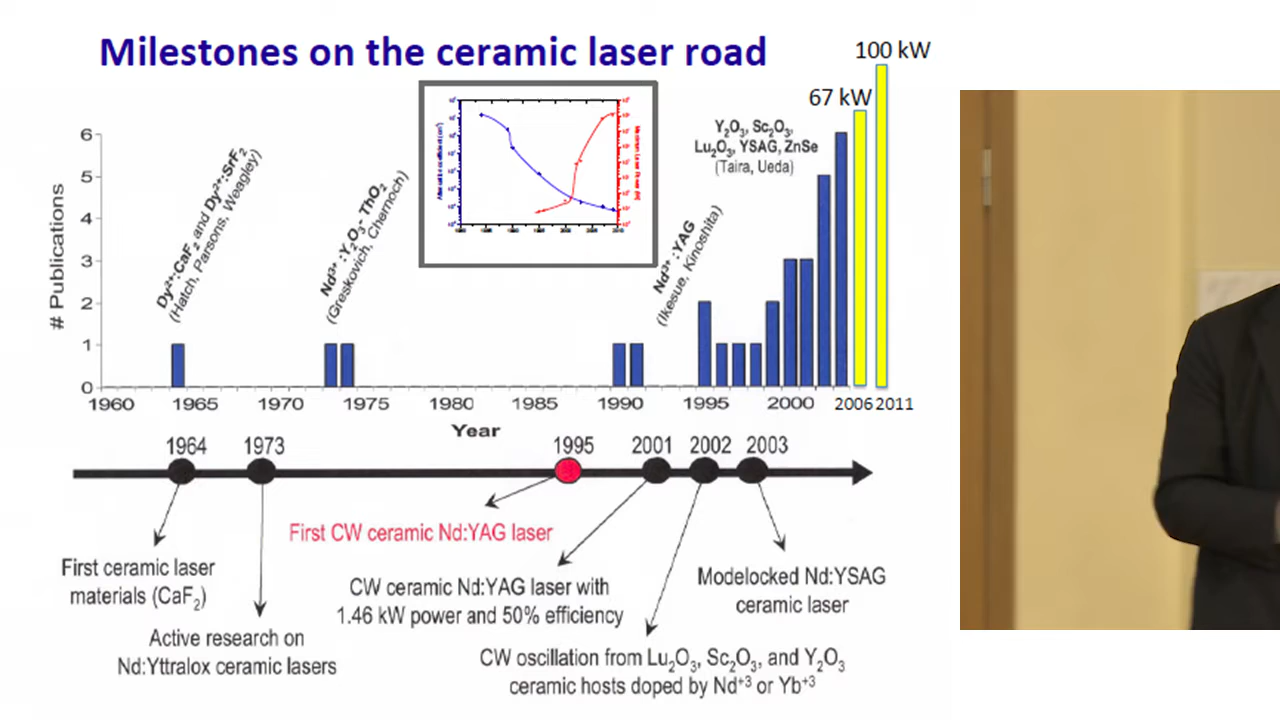 Milestones on the ceramic laser road
100 kW
67 kW
# Publications
6
5
4
3
2
1
0
Dy²⁺:CaF₂ and Dy²⁺:SrF₂
(Hatch, Parsons, Weagley)
Nd³⁺:Y₂O₃- ThO₂
(Greskovich, Chernoch)
Nd³⁺:YAG
(Ikesue, Kinoshita)
Y₂O₃, Sc₂O₃,
Lu₂O₃, YSAG, ZnSe
(Taira, Ueda)
1960 1965 1970 1975 1980 1985 1990 1995 2000 2006 2011
Year
1964 1973 1995 2001 2002 2003
First CW ceramic Nd:YAG laser
First ceramic laser
materials (CaF₂)
CW ceramic Nd:YAG laser with
1.46 kW power and 50% efficiency
Modelocked Nd:YSAG
ceramic laser
Active research on
Nd:Yttralox ceramic lasers
CW oscillation from Lu₂O₃, Sc₂O₃, and Y₂O₃
ceramic hosts doped by Nd⁺³ or Yb⁺³